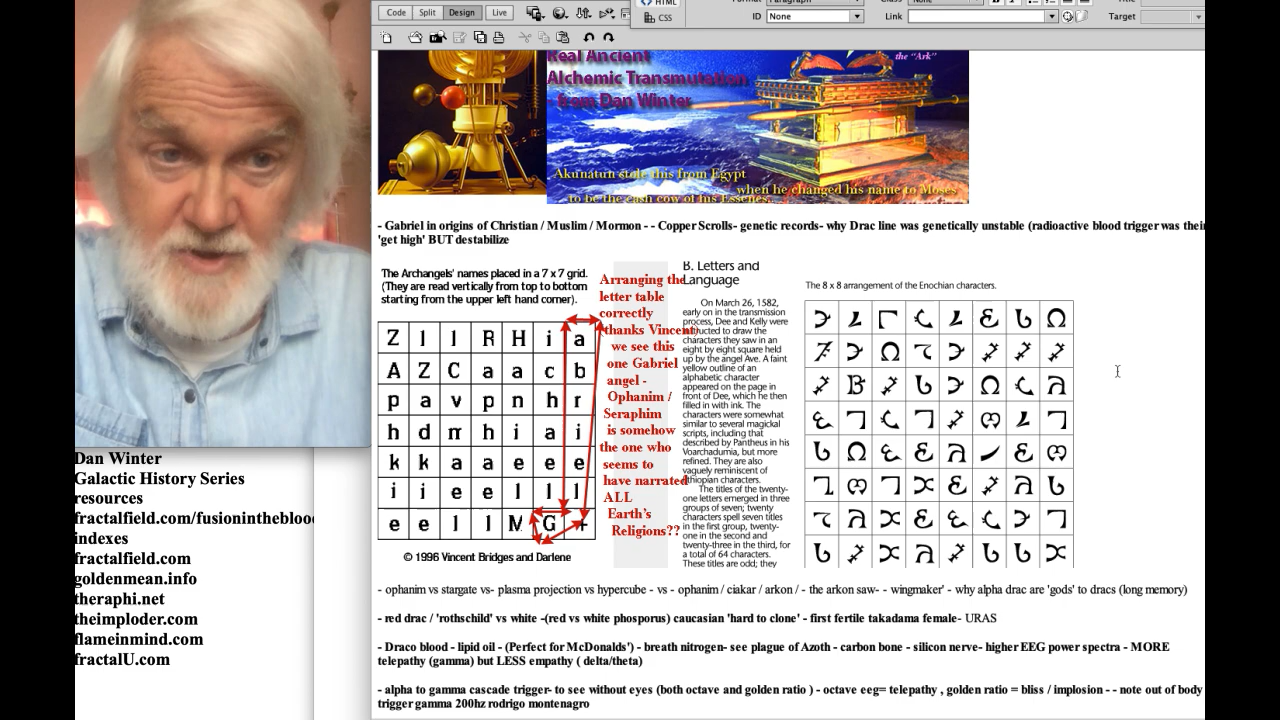 Code Split Design Live
HTML
CSS
ID None
Link
Target
Real Ancient
Alchemic Transmutation
- from Dan Winter
the "Ark"
Akunatun stole this from Egypt
when he changed his name to Moses
to be the cash cow of his Essenes
- Gabriel in origins of Christian / Muslim / Mormon - - Copper Scrolls- genetic records- why Drac line was genetically unstable (radioactive blood trigger was their
'get high' BUT destabilize
The Archangels' names placed in a 7 x 7 grid.
(They are read vertically from top to bottom
starting from the upper left hand corner).
Z l l R H i a
A Z C a a c b
p a v p n h r
h d m h i a i
k k a a e e e
i i e e l l l
e e l l M G +
© 1996 Vincent Bridges and Darlene
Arranging the
letter table
correctly
thanks Vincent
we see this
one Gabriel
angel -
Ophanim /
Seraphim
is somehow
the one who
seems to
have narrated
ALL
Earth's
Religions??
B. Letters and
Language
On March 26, 1582,
early on in the transmission
process, Dee and Kelly were
to draw the
characters they saw in an
eight by eight square held
up by the angel Ave. A faint
yellow outline of an
alphabetic character
appeared on the page in
front of Dee, which he then
filled in with ink. The
characters were somewhat
similar to several magickal
scripts, including that
described by Pantheus in his
Voarchadumia, but more
refined. They are also
vaguely reminiscent of
Ethiopian characters.
The titles of the twenty-
one letters emerged in three
groups of seven; twenty
characters spell seven titles
in the first group, twenty-
one in the second and
twenty-three in the third, for
a total of 64 characters.
These titles are odd; they
The 8 x 8 arrangement of the Enochian characters.
- ophanim vs stargate vs- plasma projection vs hypercube - vs - ophanim / ciakar / arkon / - the arkon saw- - wingmaker' - why alpha drac are 'gods' to dracs (long memory)
- red drac / 'rothschild' vs white -(red vs white phosporus) caucasian 'hard to clone' - first fertile takadama female- URAS
- Draco blood - lipid oil - (Perfect for McDonalds') - breath nitrogen- see plague of Azoth - carbon bone - silicon nerve- higher EEG power spectra - MORE
telepathy (gamma) but LESS empathy ( delta/theta)
- alpha to gamma cascade trigger- to see without eyes (both octave and golden ratio ) - octave eeg= telepathy , golden ratio = bliss / implosion - - note out of body
trigger gamma 200hz rodrigo montenagro
Dan Winter
Galactic History Series
resources
fractalfield.com/fusionintheblood
indexes
fractalfield.com
goldenmean.info
theraphi.net
theimploder.com
flameinmind.com
fractalU.com